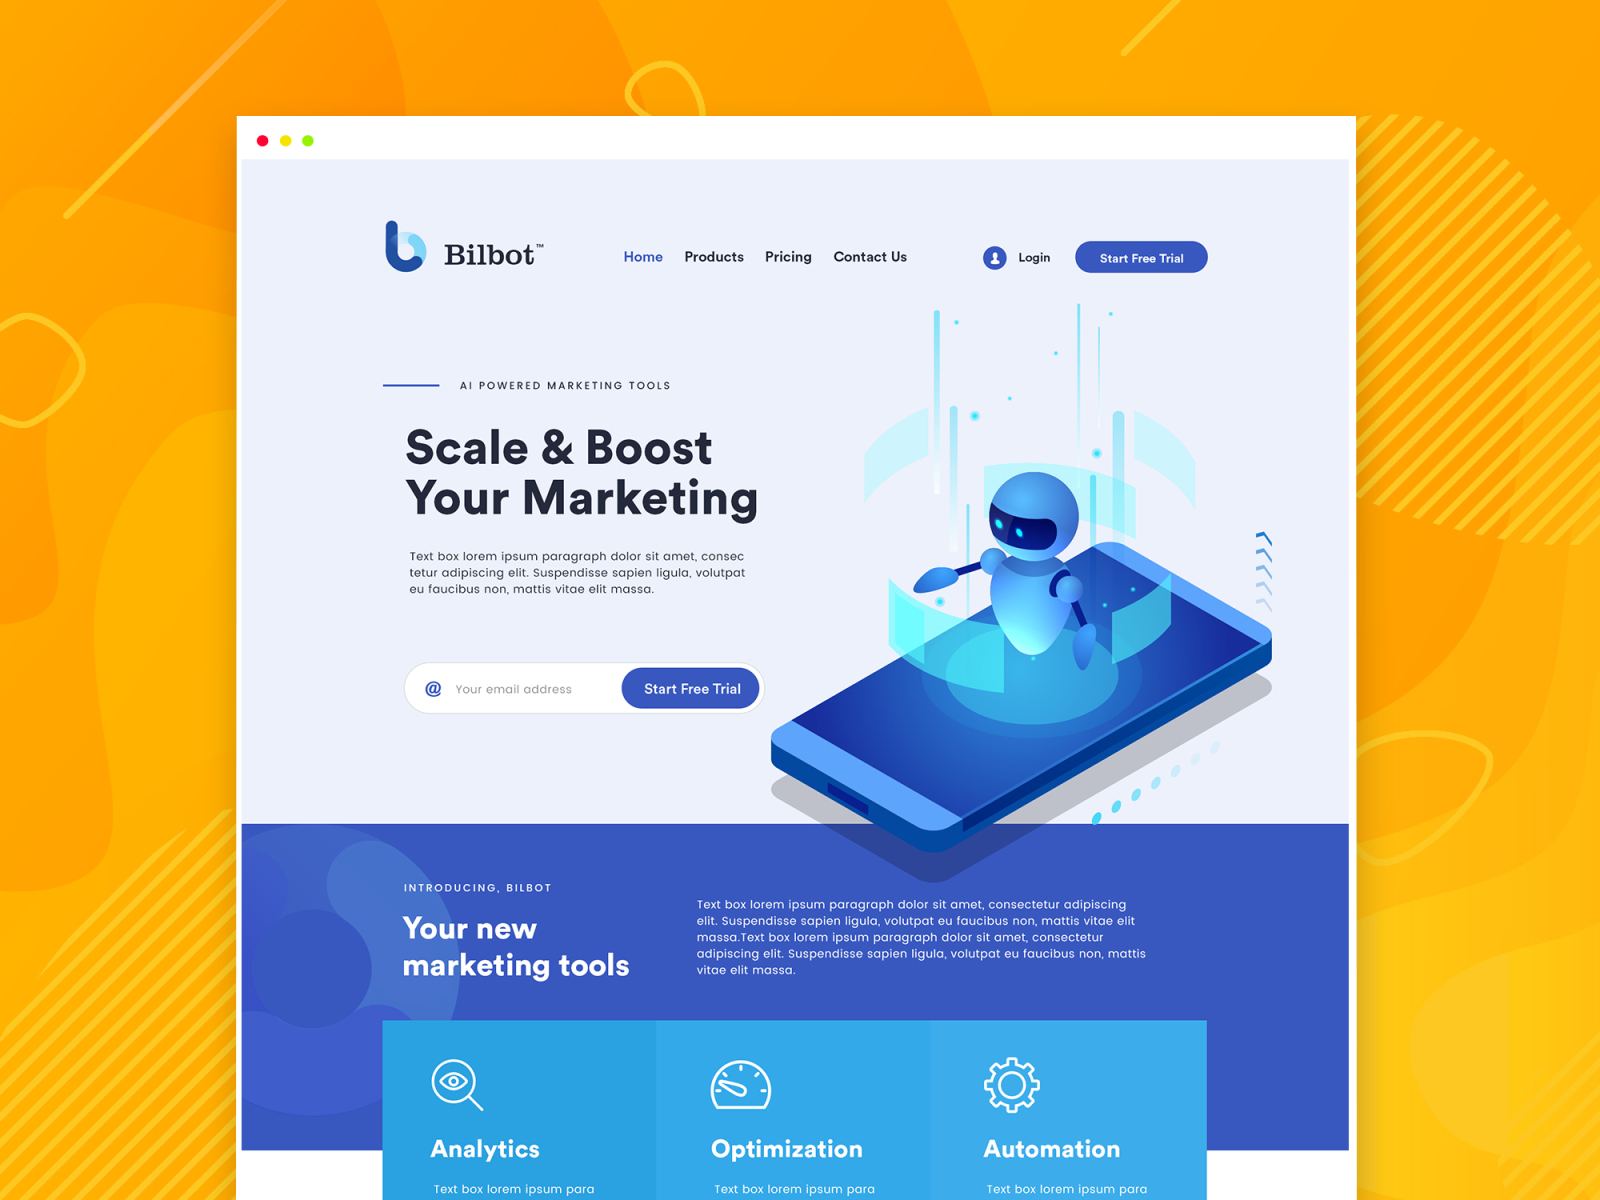 Bilbot™
Home Products Pricing Contact Us
Login
Start Free Trial
AI POWERED MARKETING TOOLS
Scale & Boost
Your Marketing
Text box lorem ipsum paragraph dolor sit amet, consec
tetur adipiscing elit. Suspendisse sapien ligula, volutpat
eu faucibus non, mattis vitae elit massa.
@ Your email address
Start Free Trial
INTRODUCING, BILBOT
Your new
marketing tools
Text box lorem ipsum paragraph dolor sit amet, consectetur adipiscing
elit. Suspendisse sapien ligula, volutpat eu faucibus non, mattis vitae elit
massa.Text box lorem ipsum paragraph dolor sit amet, consectetur
adipiscing elit. Suspendisse sapien ligula, volutpat eu faucibus non, mattis
vitae elit massa.
Analytics
Text box lorem ipsum para
Optimization
Text box lorem ipsum para
Automation
Text box lorem ipsum para